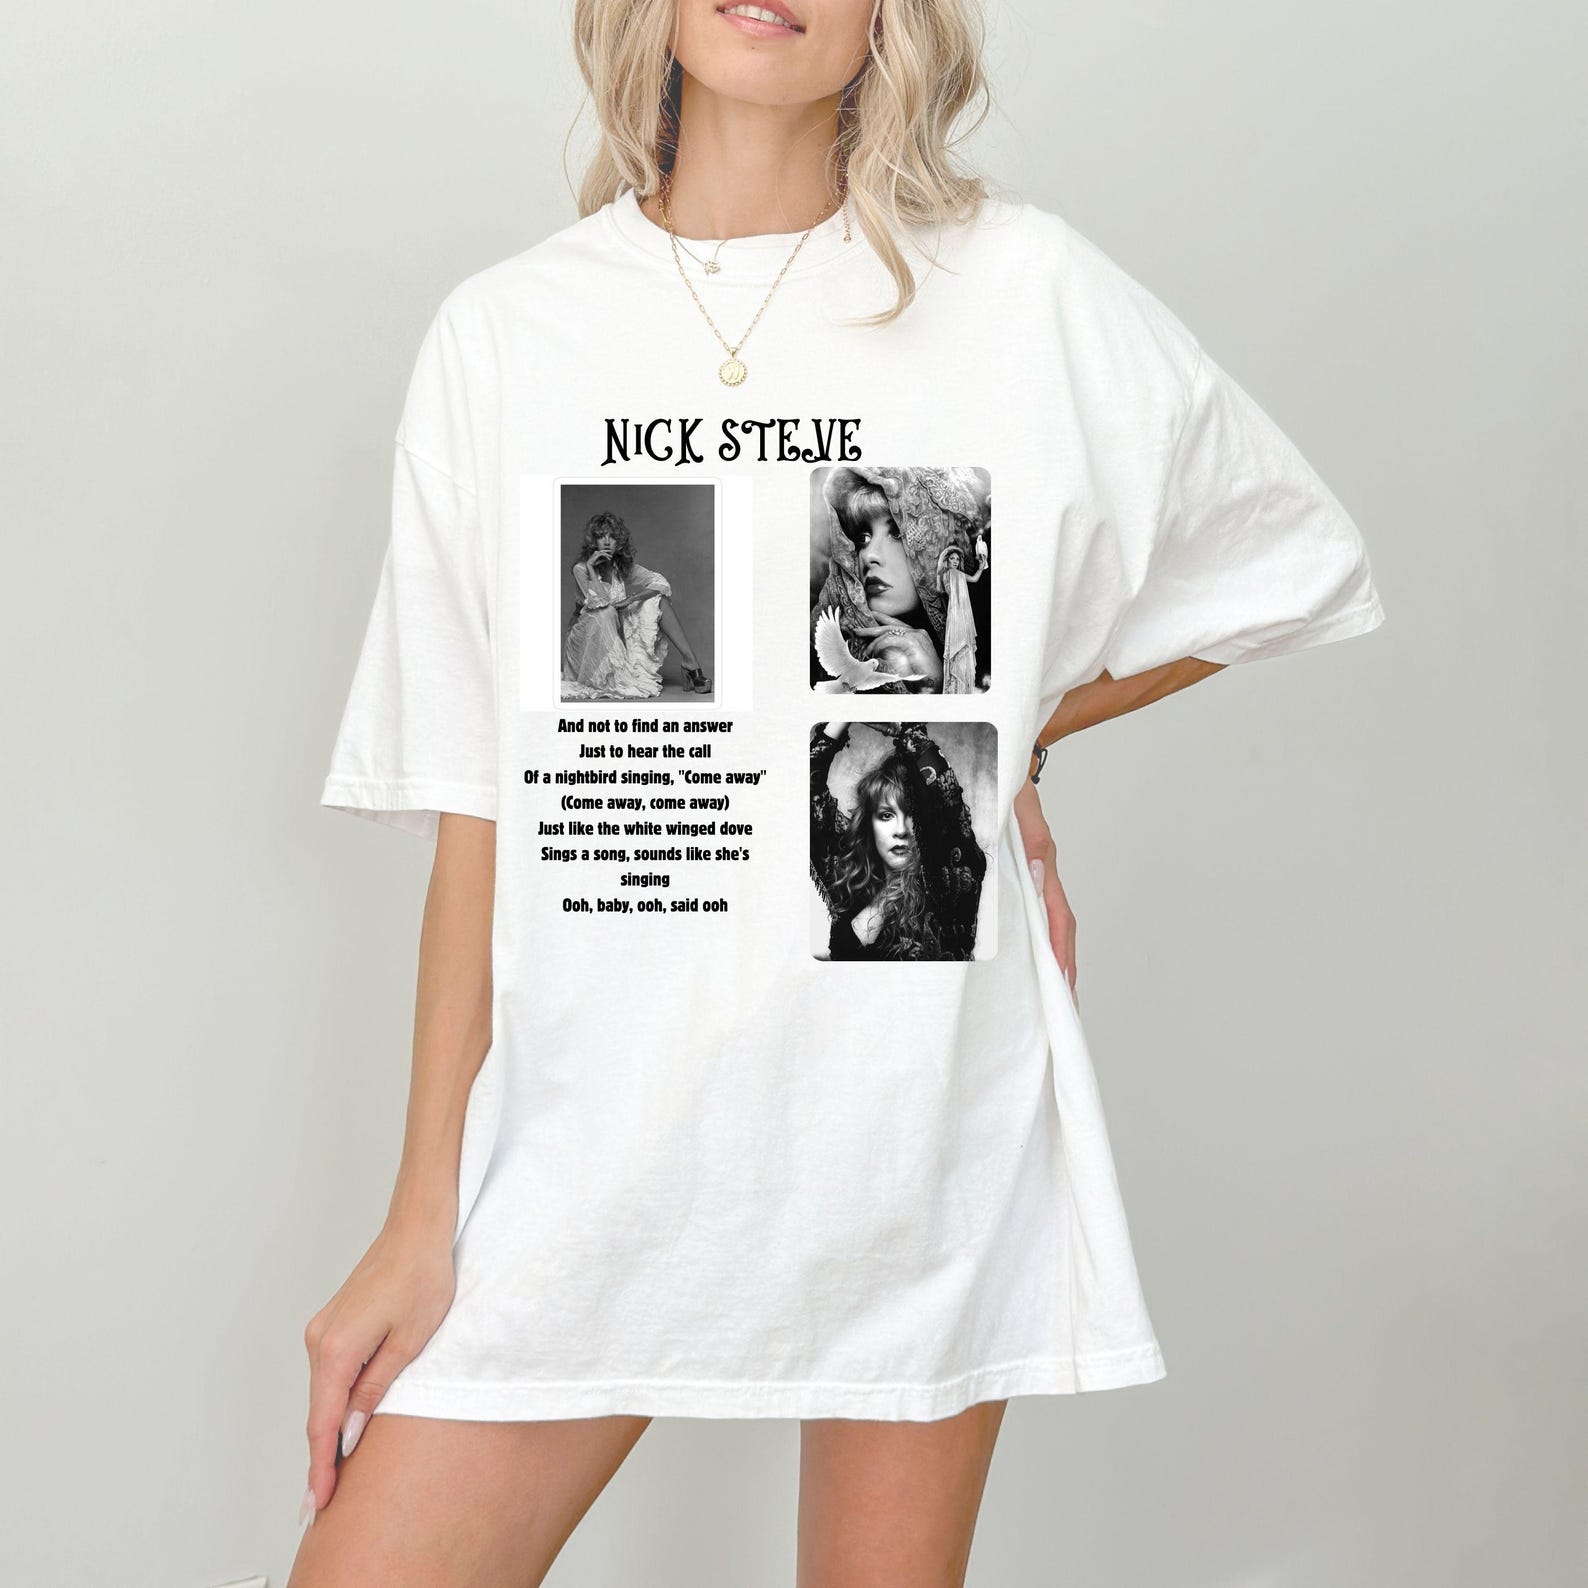 NiCK STEVE
And not to find an answer
Just to hear the call
Of a nightbird singing, "Come away"
(Come away, come away)
Just like the white winged dove
Sings a song, sounds like she's
singing
Ooh, baby, ooh, said ooh